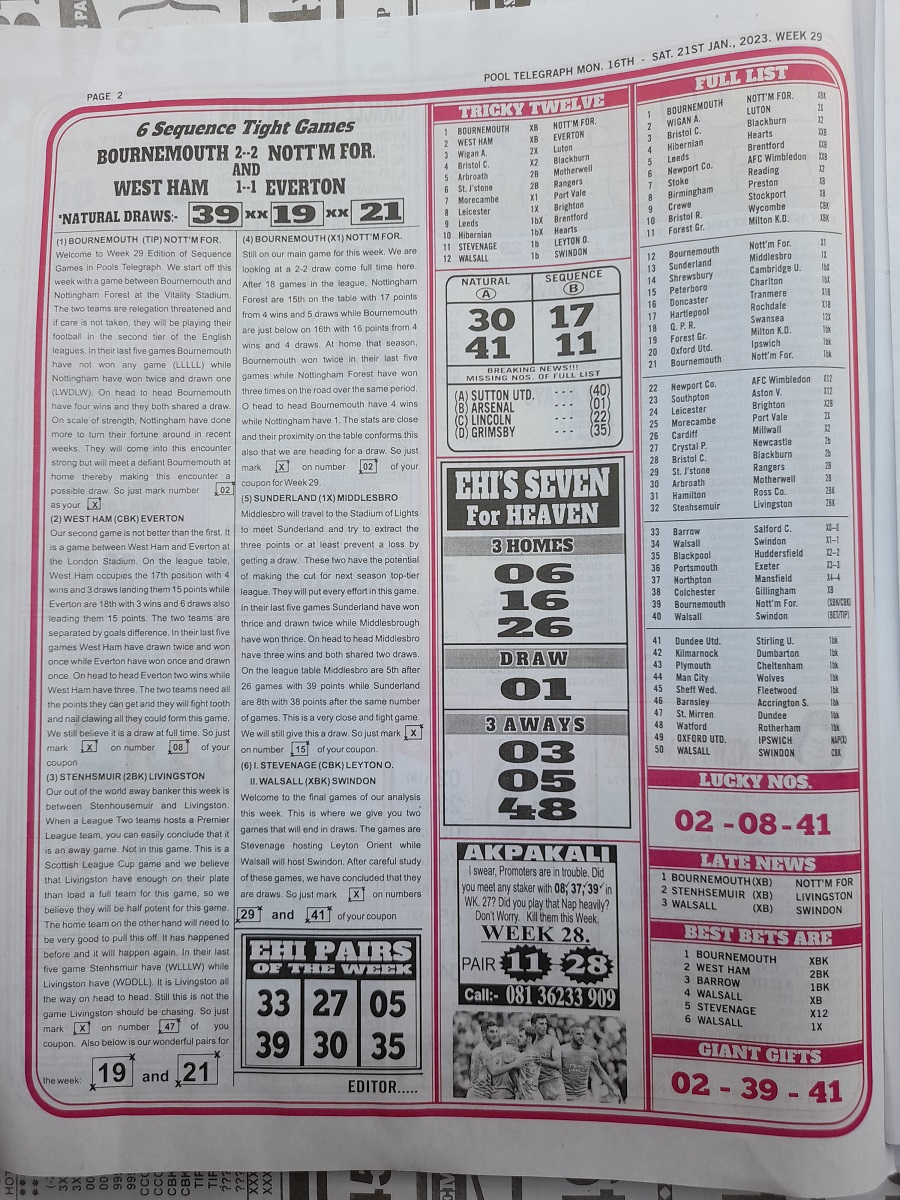 POOL TELEGRAPH MON. 16TH - SAT. 21ST JAN., 2023. WEEK 29
PAGE 2
6 Sequence Tight Games
BOURNEMOUTH 2--2 NOTT'M FOR.
AND
WEST HAM 1--1 EVERTON
*NATURAL DRAWS:- 39 xx 19 xx 21
(1) BOURNEMOUTH (TIP) NOTT'M FOR.
Welcome to Week 29 Edition of Sequence
Games in Pools Telegraph. We start off this
week with a game between Bournemouth and
Nottingham Forest at the Vitality Stadium.
The two teams are relegation threatened and
if care is not taken, they will be playing their
football in the second tier of the English
leagues. In their last five games Bournemouth
have not won any game (LLLLL) while
Nottingham have won twice and drawn one
(LWDLW). On head to head Bournemouth
have four wins and they both shared a draw.
On scale of strength, Nottingham have done
more to turn their fortune around in recent
weeks. They will come into this encounter
strong but will meet a defiant Bournemouth at
home thereby making this encounter a
possible draw. So just mark number 02
as your X
(2) WEST HAM (CBK) EVERTON
Our second game is not better than the first. It
is a game between West Ham and Everton at
the London Stadium. On the league table,
West Ham occupies the 17th position with 4
wins and 3 draws landing them 15 points while
Everton are 18th with 3 wins and 6 draws also
leading them 15 points. The two teams are
separated by goals difference. In their last five
games West Ham have drawn twice and won
once while Everton have won once and drawn
once. On head to head Everton two wins while
West Ham have three. The two teams need all
the points they can get and they will fight tooth
and nail clawing all they could form this game.
We still believe it is a draw at full time. So just
mark X on number 08 of your
coupon
(3) STENHSMUIR (2BK) LIVINGSTON
Our out of the world away banker this week is
between Stenhousemuir and Livingston.
When a League Two teams hosts a Premier
League team, you can easily conclude that it
is an away game. Not in this game. This is a
Scottish League Cup game and we believe
that Livingston have enough on their plate
than load a full team for this game, so we
believe they will be half potent for this game.
The home team on the other hand will need to
be very good to pull this off. It has happened
before and it will happen again. In their last
five game Stenhsmuir have (WLLLW) while
Livingston have (WDDLL). It is Livingston all
the way on head to head. Still this is not the
game Livingston should be chasing. So just
mark X on number 47 of you
coupon. Also below is our wonderful pairs for
the week: 19 and 21
(4) BOURNEMOUTH (X1) NOTT'M FOR.
Still on our main game for this week. We are
looking at a 2-2 draw come full time here.
After 18 games in the league, Nottingham
Forest are 15th on the table with 17 points
from 4 wins and 5 draws while Bournemouth
are just below on 16th with 16 points from 4
wins and 4 draws. At home that season,
Bournemouth won twice in their last five
games while Nottingham Forest have won
three times on the road over the same period.
O head to head Bournemouth have 4 wins
while Nottingham have 1. The stats are close
and their proximity on the table conforms this
also that we are heading for a draw. So just
mark X on number 02 of your
coupon for Week 29.
(5) SUNDERLAND (1X) MIDDLESBRO
Middlesbro will travel to the Stadium of Lights
to meet Sunderland and try to extract the
three points or at least prevent a loss by
getting a draw. These two have the potential
of making the cut for next season top-tier
league. They will put every effort in this game.
In their last five games Sunderland have won
thrice and drawn twice while Middlesbrough
have won thrice. On head to head Middlesbro
have three wins and both shared two draws.
On the league table Middlesbro are 5th after
26 games with 39 points while Sunderland
are 8th with 38 points after the same number
of games. This is a very close and tight game.
We will still give this a draw. So just mark X
on number 15 of your coupon.
(6) I. STEVENAGE (CBK) LEYTON O.
II. WALSALL (XBK) SWINDON
Welcome to the final games of our analysis
this week. This is where we give you two
games that will end in draws. The games are
Stevenage hosting Leyton Orient while
Walsall will host Swindon. After careful study
of these games, we have concluded that they
are draws. So just mark X on numbers
29 and 41 of your coupon
EHI PAIRS
OF THE WEEK
33 27 05
39 30 35
EDITOR.....
TRICKY TWELVE
1 BOURNEMOUTH XB NOTT'M FOR.
2 WEST HAM XB EVERTON
3 Wigan A. 2X Luton
4 Bristol C. X2 Blackburn
5 Arbroath 2B Motherwell
6 St. J'stone 2B Rangers
7 Morecambe X1 Port Vale
8 Leicester 1X Brighton
9 Leeds 1bX Brentford
10 Hibernian 1bX Hearts
11 STEVENAGE 1b LEYTON O.
12 WALSALL 1b SWINDON
NATURAL SEQUENCE
A B
30 17
41 11
BREAKING NEWS!!!
MISSING NOS. OF FULL LIST
(A) SUTTON UTD. --- (40)
(B) ARSENAL --- (01)
(C) LINCOLN --- (22)
(D) GRIMSBY --- (35)
EHI'S SEVEN
For HEAVEN
3 HOMES
06
16
26
DRAW
01
3 AWAYS
03
05
48
AKPAKALI
I swear, Promoters are in trouble. Did
you meet any staker with 08, 37, 39 in
WK. 27? Did you play that Nap heavily?
Don't Worry. Kill them this Week.
WEEK 28.
PAIR 11 28
Call:- 081 36233 909
FULL LIST
1 BOURNEMOUTH NOTT'M FOR. XBK
2 WIGAN A. LUTON 2X
3 Bristol C. Blackburn X2
4 Hibernian Hearts XXB
5 Leeds Brentford XXB
6 Newport Co. AFC Wimbledon XXB
7 Stoke Reading X2
8 Birmingham Preston X3
9 Crewe Stockport X3
10 Bristol R. Wycombe CBK
11 Forest Gr. Milton K.D. XBK
12 Bournemouth Nott'm For. X1
13 Sunderland Middlesbro 1X
14 Shrewsbury Cambridge U. 1bX
15 Peterboro Charlton 1bX
16 Doncaster Tranmere X1B
17 Hartlepool Rochdale X1B
18 Q. P. R. Swansea 12X
19 Forest Gr. Milton K.D. 1bk
20 Oxford Utd. Ipswich 1bk
21 Bournemouth Nott'm For. 1bk
22 Newport Co. AFC Wimbledon X12
23 Southpton Aston V. X12
24 Leicester Brighton X2B
25 Morecambe Port Vale 2X
26 Cardiff Millwall X2
27 Crystal P. Newcastle 2b
28 Bristol C. Blackburn 2b
29 St. J'stone Rangers 2B
30 Arbroath Motherwell 2B
31 Hamilton Ross Co. 2BK
32 Stenhsemuir Livingston 2BK
33 Barrow Salford C. X0-0
34 Walsall Swindon X1-1
35 Blackpool Huddersfield X2-2
36 Portsmouth Exeter X3-3
37 Northpton Mansfield X4-4
38 Colchester Gillingham X3
39 Bournemouth Nott'm For. (XBK/CBK)
40 Walsall Swindon (BET/TIP)
41 Dundee Utd. Stirling U. 1bk
42 Kilmarnock Dumbarton 1bk
43 Plymouth Cheltenham 1bk
44 Man City Wolves 1bk
45 Sheff Wed. Fleetwood 1bk
46 Barnsley Accrington S. 1bk
47 St. Mirren Dundee 1bk
48 Watford Rotherham 1bk
49 OXFORD UTD. IPSWICH NAP(X)
50 WALSALL SWINDON CBK
LUCKY NOS.
02 - 08 - 41
LATE NEWS
1 BOURNEMOUTH (XB) NOTT'M FOR
2 STENHSEMUIR (XB) LIVINGSTON
3 WALSALL (XB) SWINDON
BEST BETS ARE
1 BOURNEMOUTH XBK
2 WEST HAM 2BK
3 BARROW 1BK
4 WALSALL XB
5 STEVENAGE X12
6 WALSALL 1X
GIANT GIFTS
02 - 39 - 41